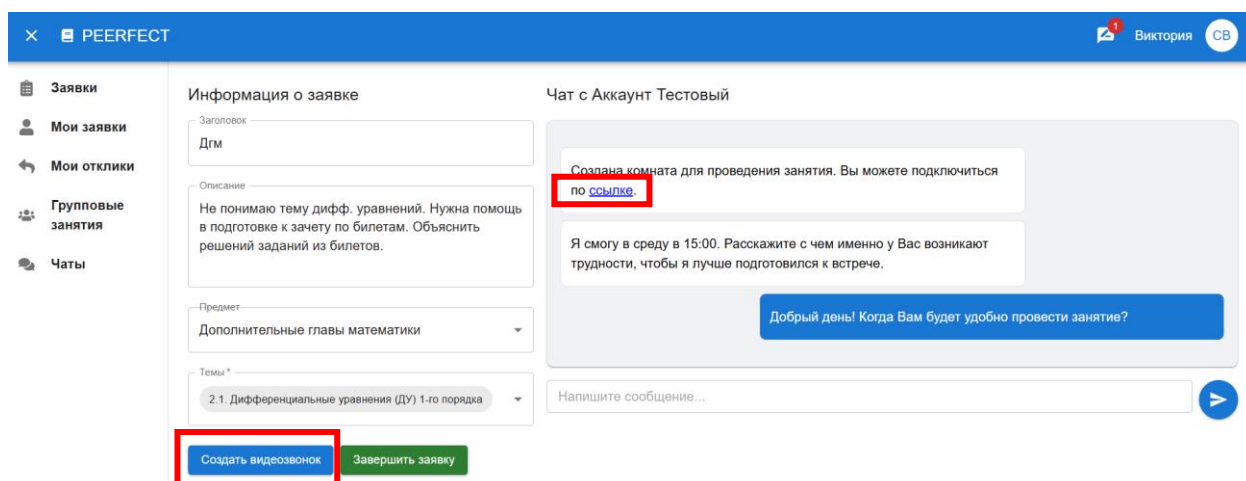 PEERFECT
1
Виктория
СВ
Заявки
Мои заявки
Мои отклики
Групповые
занятия
Чаты
Информация о заявке
Заголовок
Дгм
Описание
Не понимаю тему дифф. уравнений. Нужна помощь
в подготовке к зачету по билетам. Объяснить
решений заданий из билетов.
Предмет
Дополнительные главы математики
Темы *
2.1. Дифференциальные уравнения (ДУ) 1-го порядка
Создать видеозвонок
Завершить заявку
Чат с Аккаунт Тестовый
Создана комната для проведения занятия. Вы можете подключиться
по ссылке.
Я смогу в среду в 15:00. Расскажите с чем именно у Вас возникают
трудности, чтобы я лучше подготовился к встрече.
Добрый день! Когда Вам будет удобно провести занятие?
Напишите сообщение...